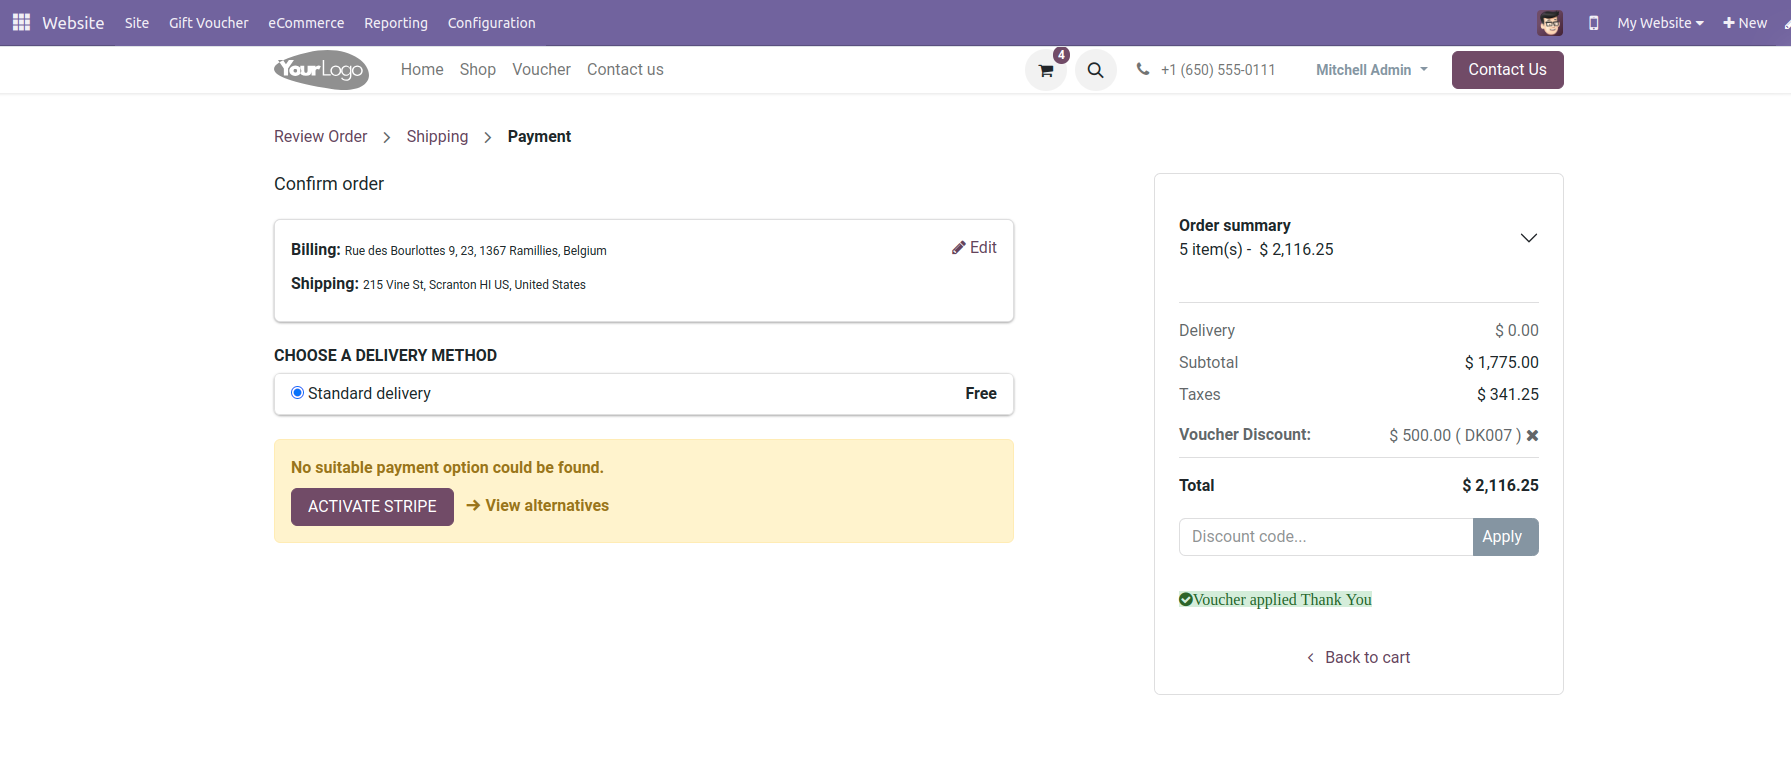 Website Site Gift Voucher eCommerce Reporting Configuration My Website New
YourLogo Home Shop Voucher Contact us 4 +1 (650) 555-0111 Mitchell Admin Contact Us
Review Order > Shipping > Payment
Confirm order
Billing: Rue des Bourlottes 9, 23, 1367 Ramillies, Belgium Edit
Shipping: 215 Vine St, Scranton HI US, United States
CHOOSE A DELIVERY METHOD
Standard delivery Free
No suitable payment option could be found.
ACTIVATE STRIPE → View alternatives
Order summary
5 item(s) - $ 2,116.25
Delivery $ 0.00
Subtotal $ 1,775.00
Taxes $ 341.25
Voucher Discount: $ 500.00 ( DK007 ) ✖
Total $ 2,116.25
Discount code... Apply
Voucher applied Thank You
< Back to cart